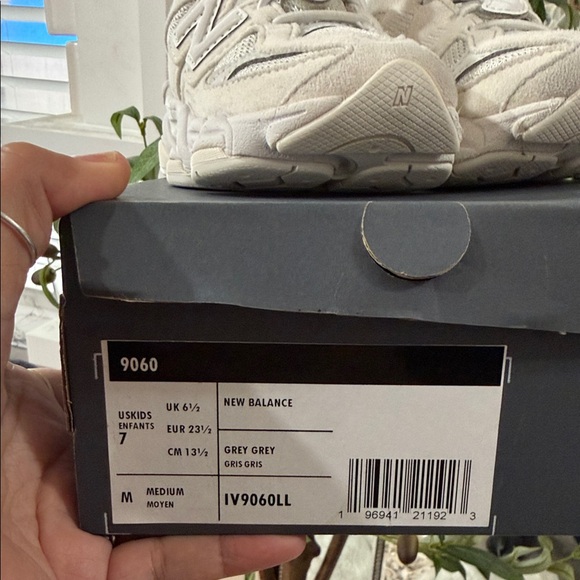 N
9060
USKIDS
ENFANTS
7
UK 6½
EUR 23½
CM 13½
NEW BALANCE
GREY GREY
GRIS GRIS
M
MEDIUM
MOYEN
IV9060LL
1 96941 21192 3